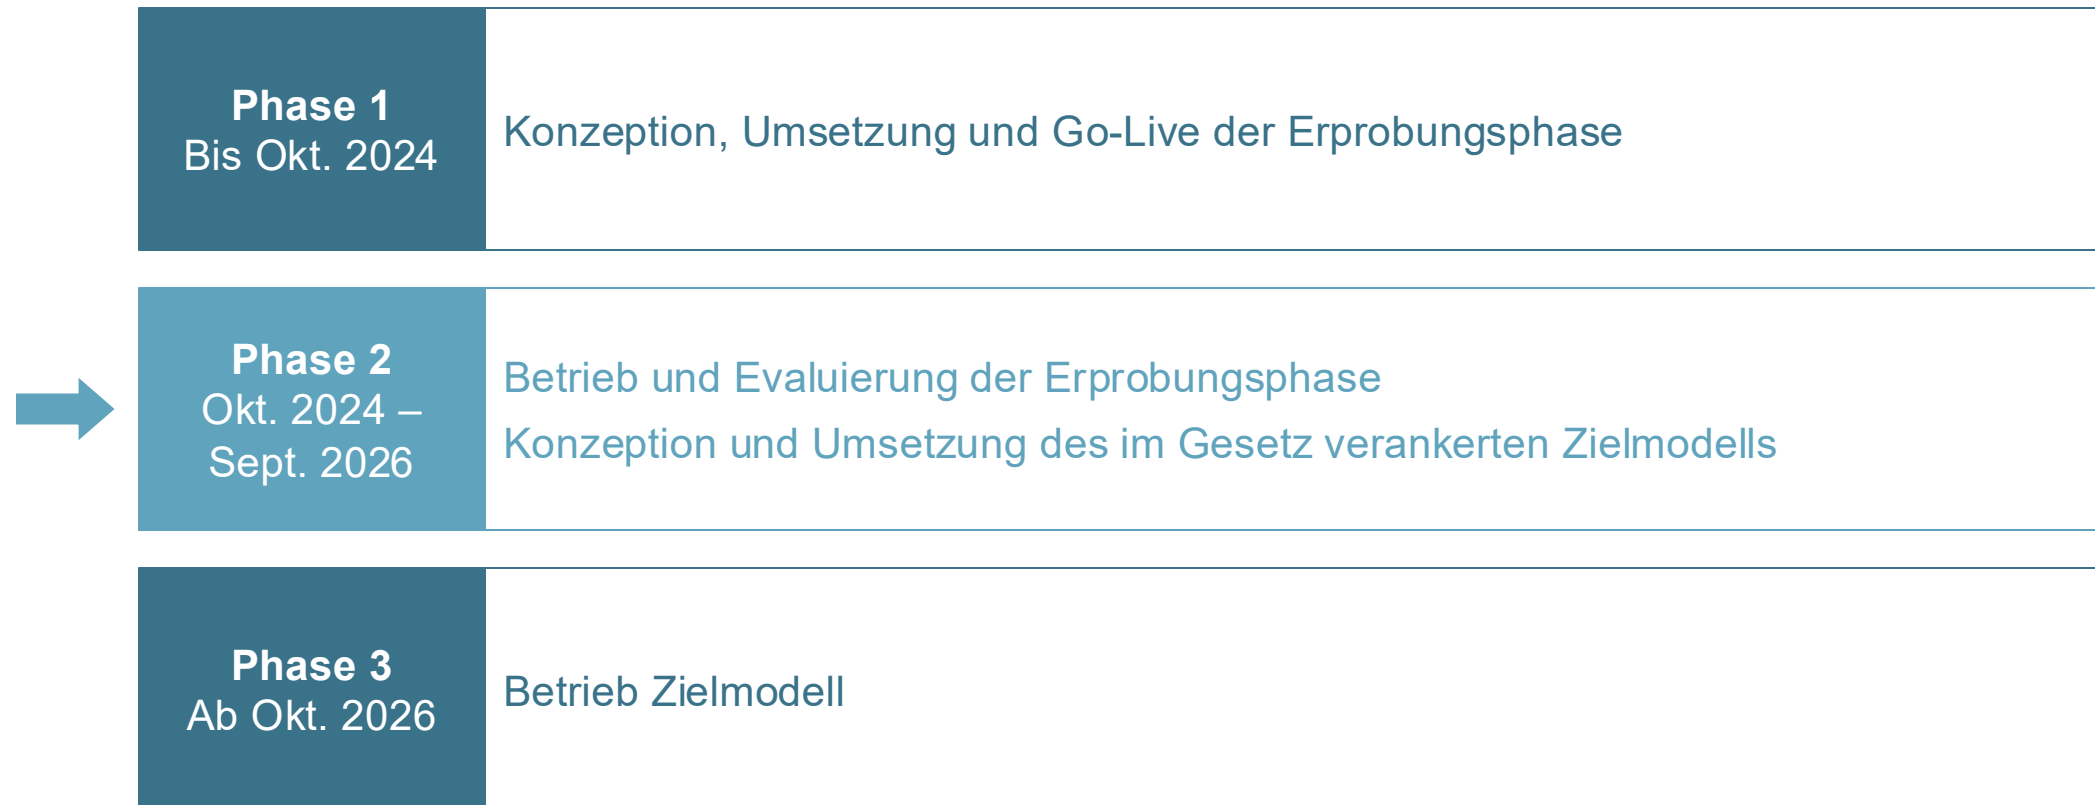 Phase 1
Bis Okt. 2024
Konzeption, Umsetzung und Go-Live der Erprobungsphase
Phase 2
Okt. 2024 –
Sept. 2026
Betrieb und Evaluierung der Erprobungsphase
Konzeption und Umsetzung des im Gesetz verankerten Zielmodells
Phase 3
Ab Okt. 2026
Betrieb Zielmodell